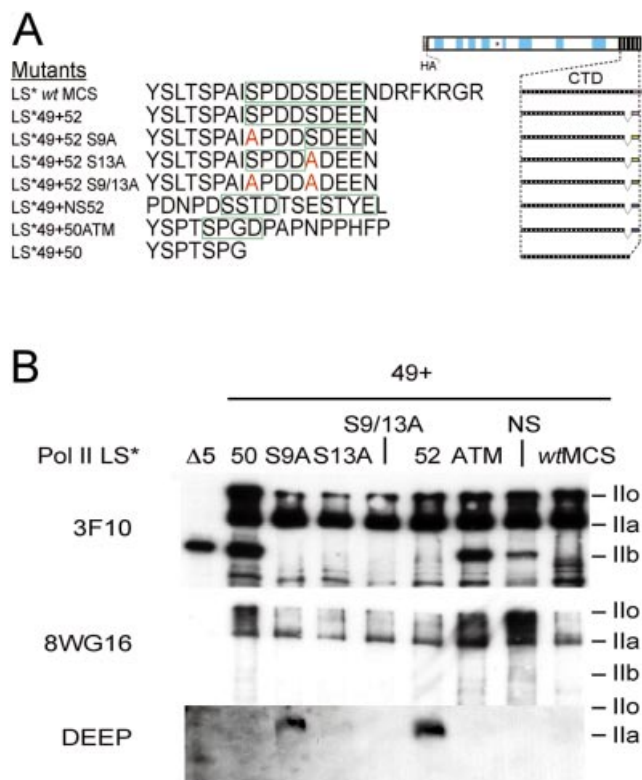 A
Mutants
LS* wt MCS YSLTSPAISPDDSDEENDRFKRGR
LS*49+52 YSLTSPAISPDDSDEEN
LS*49+52 S9A YSLTSPAIAPDDSDEEN
LS*49+52 S13A YSLTSPAISPDDADEEN
LS*49+52 S9/13A YSLTSPAIAPDDADEEN
LS*49+NS52 PDNPDSSTDTSESTYEL
LS*49+50ATM YSPTSPGDPAPNPPHFP
LS*49+50 YSPTSPG
*
HA
CTD
B
49+
S9/13A NS
Pol II LS* Δ5 50 S9A S13A | 52 ATM | wtMCS
3F10
– IIo
– IIa
– IIb
8WG16
– IIo
– IIa
– IIb
DEEP
– IIo
– IIa